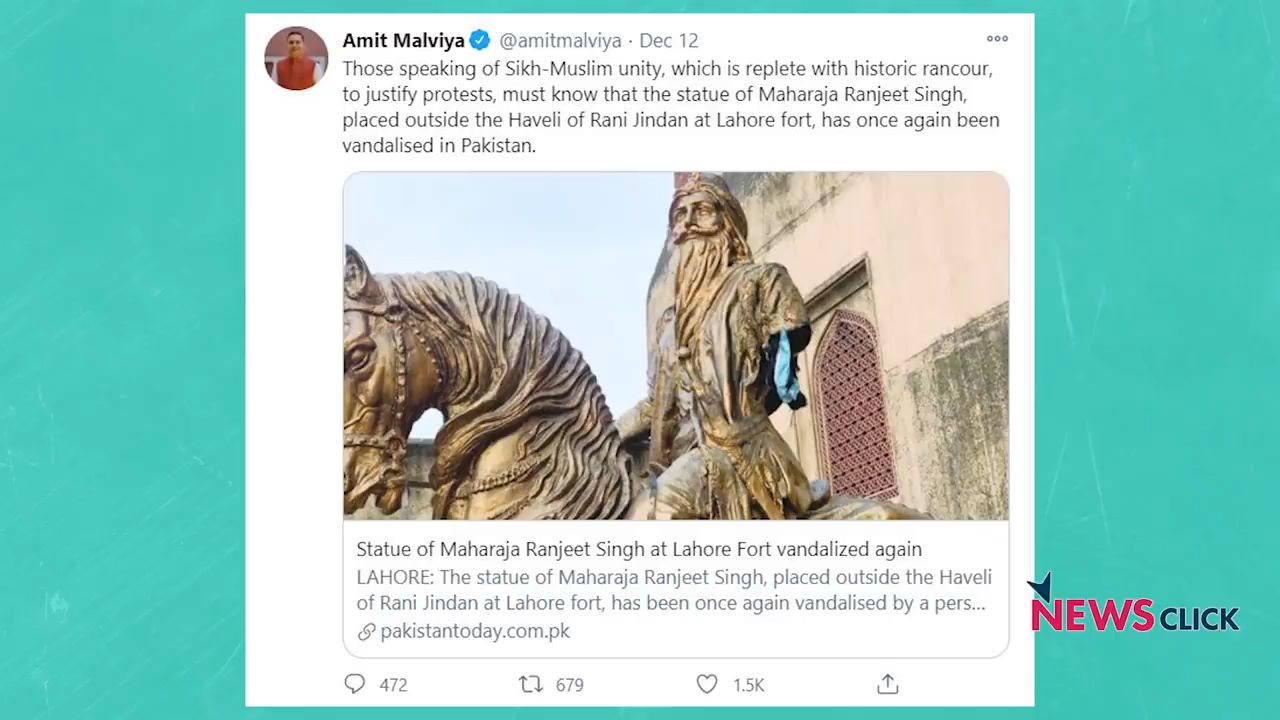 Amit Malviya @amitmalviya · Dec 12
Those speaking of Sikh-Muslim unity, which is replete with historic rancour,
to justify protests, must know that the statue of Maharaja Ranjeet Singh,
placed outside the Haveli of Rani Jindan at Lahore fort, has once again been
vandalised in Pakistan.
Statue of Maharaja Ranjeet Singh at Lahore Fort vandalized again
LAHORE: The statue of Maharaja Ranjeet Singh, placed outside the Haveli
of Rani Jindan at Lahore fort, has been once again vandalised by a pers...
pakistantoday.com.pk
472 679 1.5K
NEWSCLICK